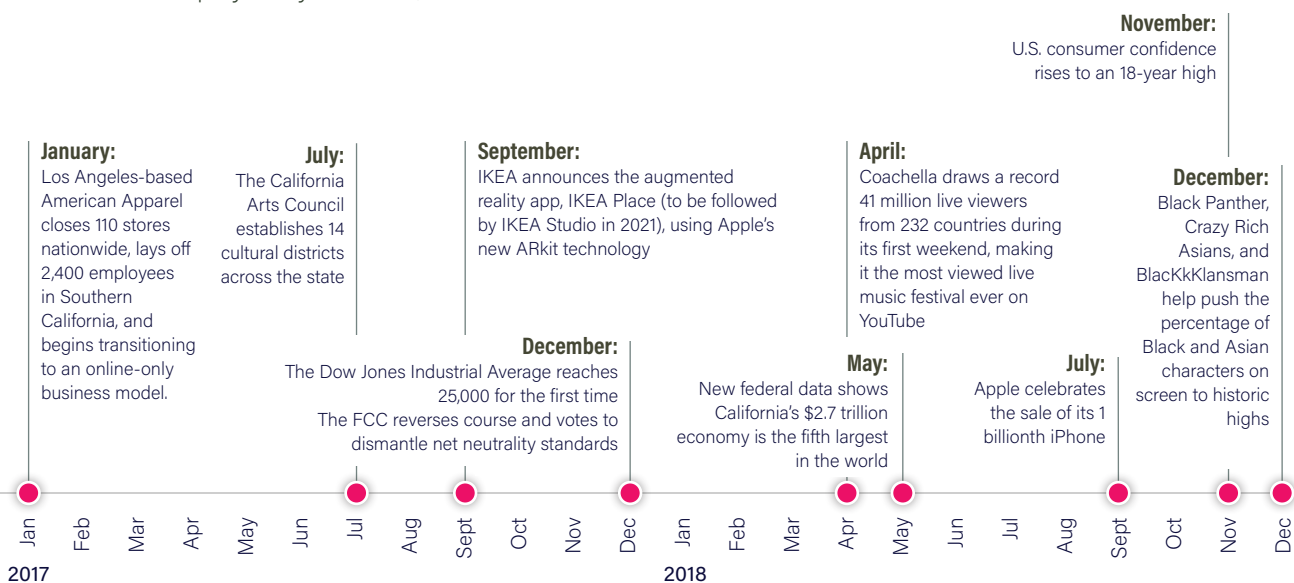 November:
U.S. consumer confidence
rises to an 18-year high
January:
Los Angeles-based
American Apparel
closes 110 stores
nationwide, lays off
2,400 employees
in Southern
California, and
begins transitioning
to an online-only
business model.
July:
The California
Arts Council
establishes 14
cultural districts
across the state
September:
IKEA announces the augmented
reality app, IKEA Place (to be followed
by IKEA Studio in 2021), using Apple's
new ARkit technology
December:
The Dow Jones Industrial Average reaches
25,000 for the first time
The FCC reverses course and votes to
dismantle net neutrality standards
April:
Coachella draws a record
41 million live viewers
from 232 countries during
its first weekend, making
it the most viewed live
music festival ever on
YouTube
May:
New federal data shows
California's $2.7 trillion
economy is the fifth largest
in the world
July:
Apple celebrates
the sale of its 1
billionth iPhone
December:
Black Panther,
Crazy Rich
Asians, and
BlacKkKlansman
help push the
percentage of
Black and Asian
characters on
screen to historic
highs
Jan
Feb
Mar
Apr
May
Jun
Jul
Aug
Sept
Oct
Nov
Dec
Jan
Feb
Mar
Apr
May
Jun
Jul
Aug
Sept
Oct
Nov
Dec
2017
2018